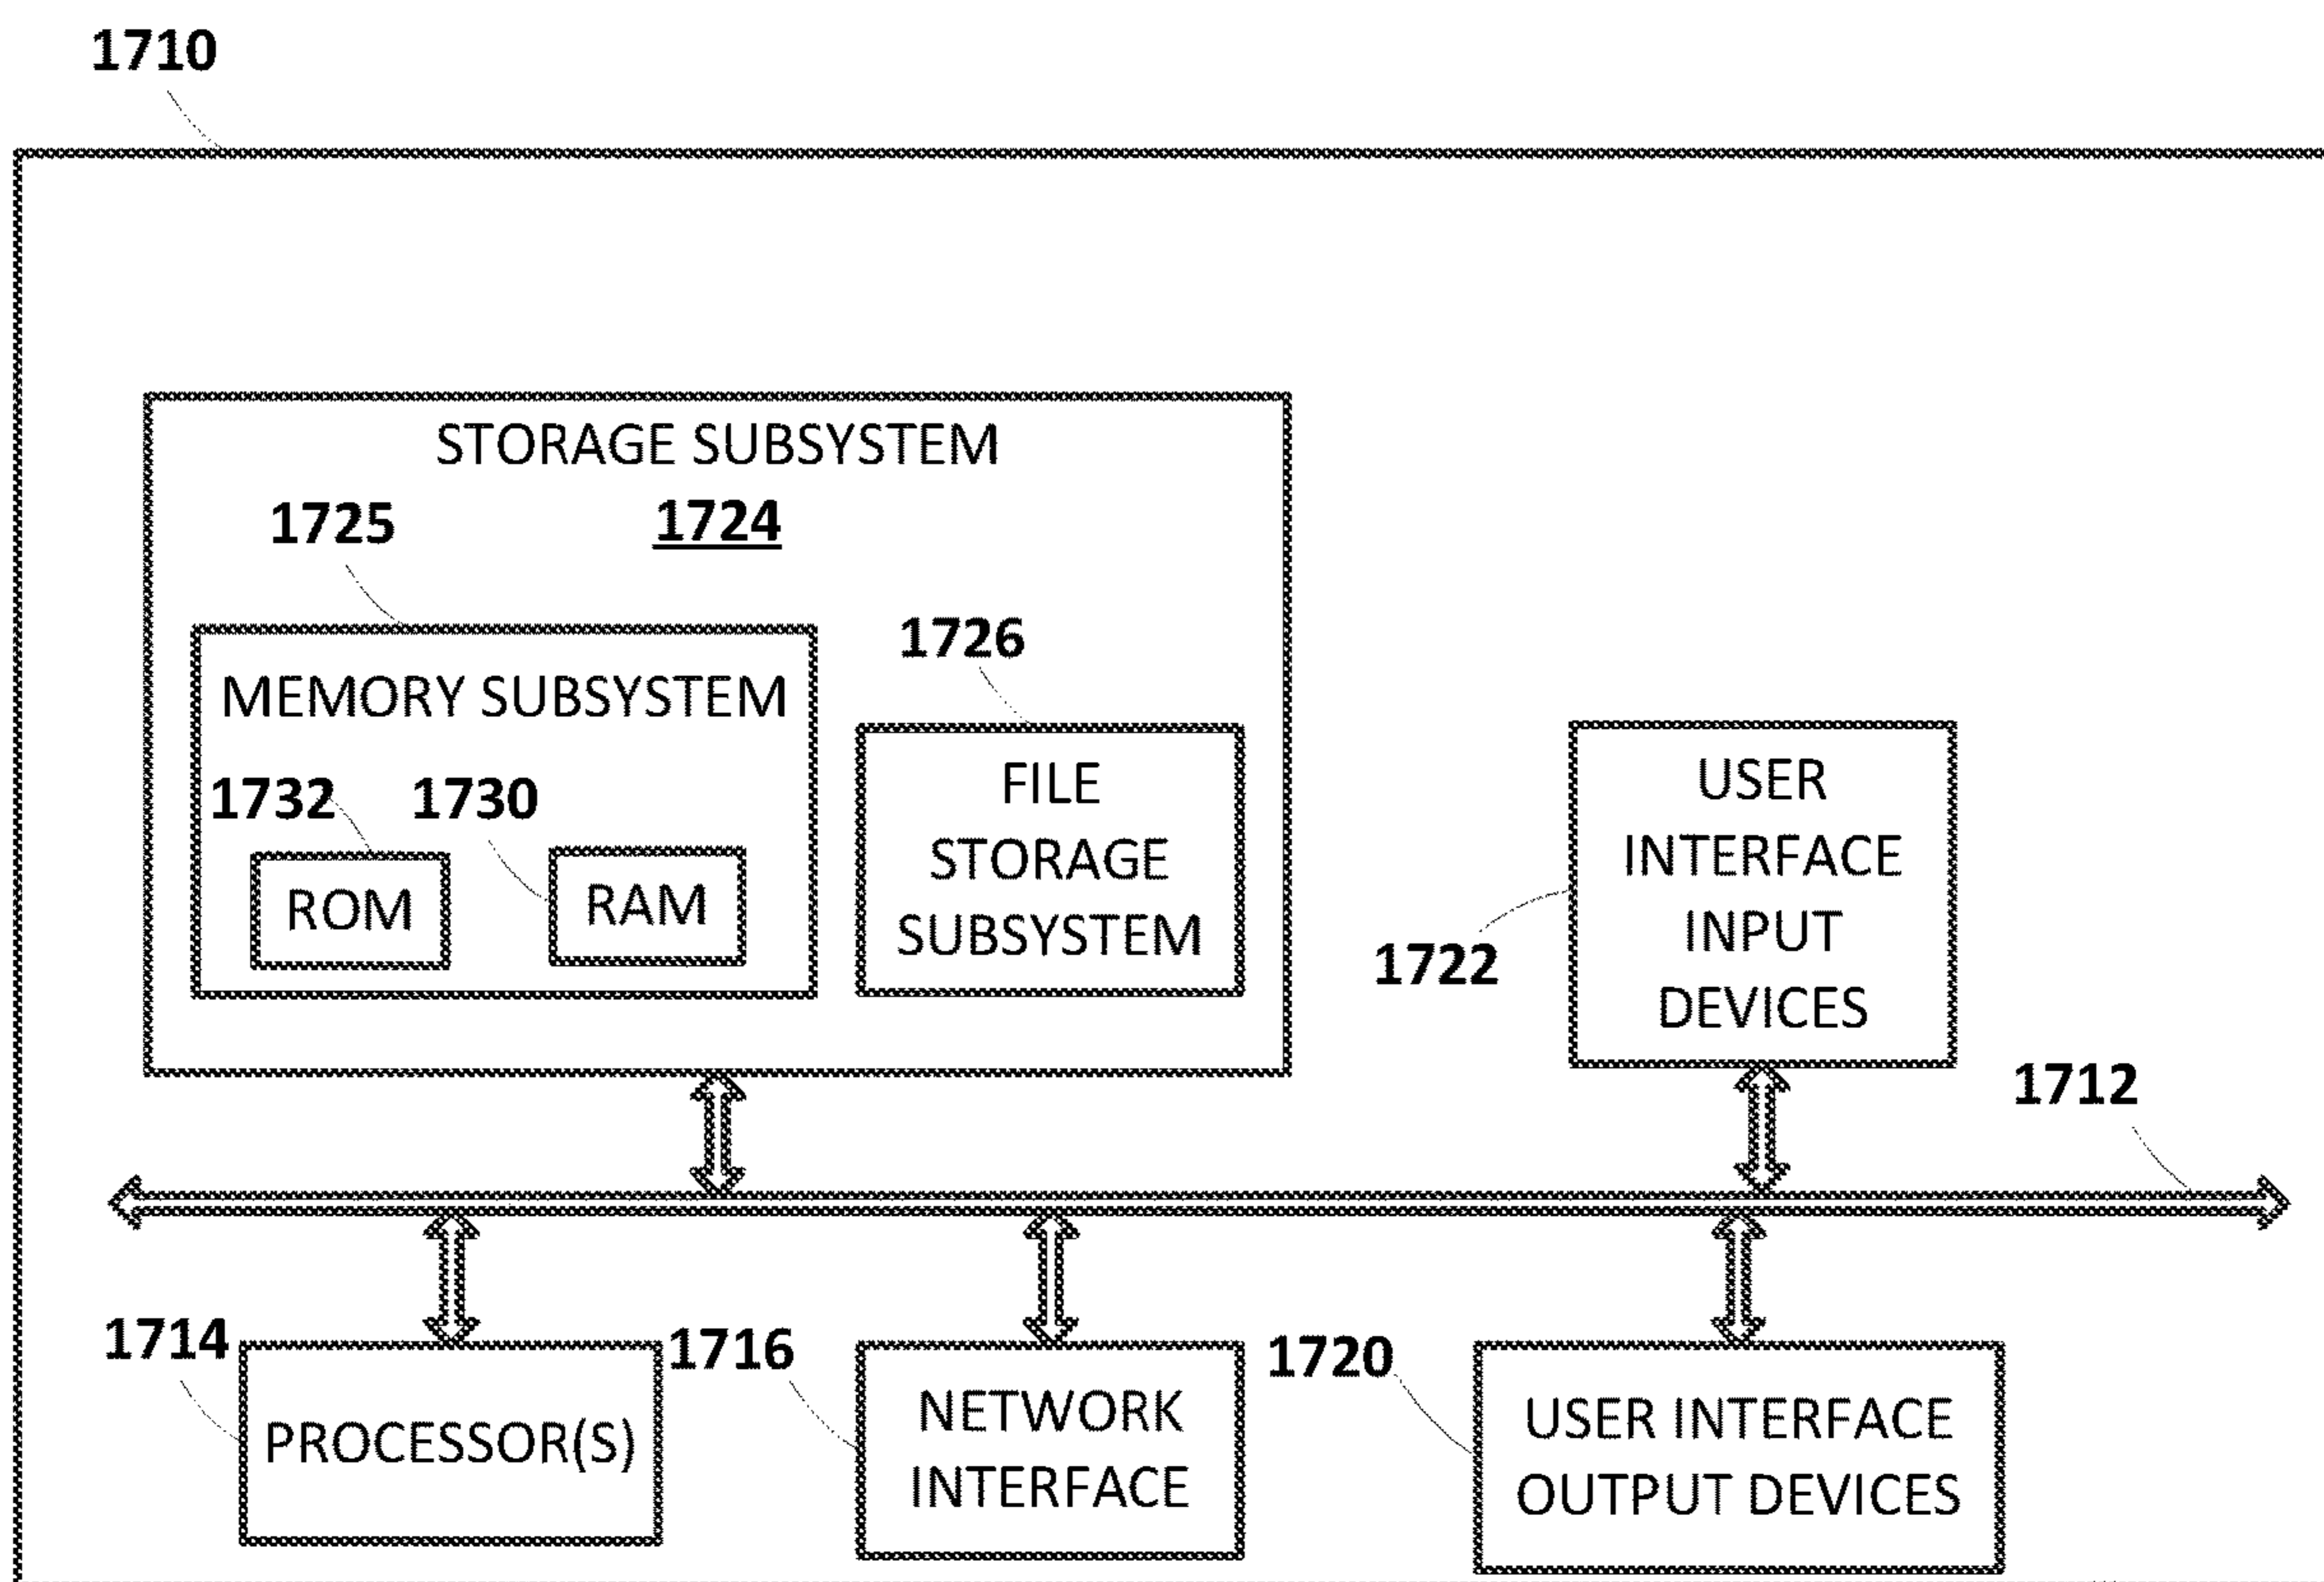 1710
STORAGE SUBSYSTEM
1725
1724
1726
MEMORY SUBSYSTEM
1732
1730
ROM
RAM
FILE
STORAGE
SUBSYSTEM
USER
INTERFACE
INPUT
DEVICES
1722
1712
1714
1716
1720
PROCESSOR(S)
NETWORK
INTERFACE
USER INTERFACE
OUTPUT DEVICES